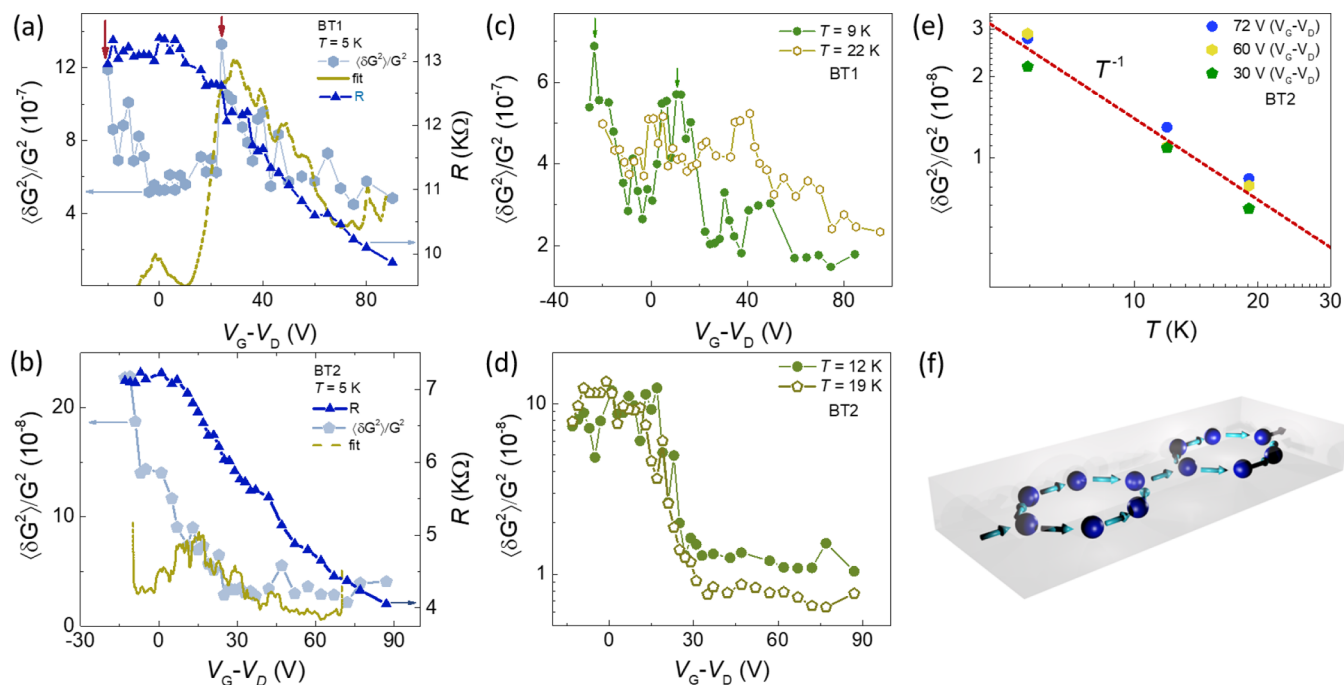 (a)
BT1
T = 5 K
⟨δG²⟩/G²
fit
R
12
8
4
⟨δG²⟩/G² (10⁻⁷)
13
12
11
10
R (KΩ)
0 40 80
V_G-V_D (V)
(b)
BT2
T = 5 K
R
⟨δG²⟩/G²
fit
20
10
0
⟨δG²⟩/G² (10⁻⁸)
7
6
5
4
R (KΩ)
-30 0 30 60 90
V_G-V_D (V)
(c)
T = 9 K
T = 22 K
BT1
6
4
2
⟨δG²⟩/G² (10⁻⁷)
-40 0 40 80
V_G-V_D (V)
(d)
T = 12 K
T = 19 K
BT2
10
1
⟨δG²⟩/G² (10⁻⁸)
0 30 60 90
V_G-V_D (V)
(e)
72 V (V_G-V_D)
60 V (V_G-V_D)
30 V (V_G-V_D)
BT2
T⁻¹
3
2
1
⟨δG²⟩/G² (10⁻⁸)
10 20 30
T (K)
(f)